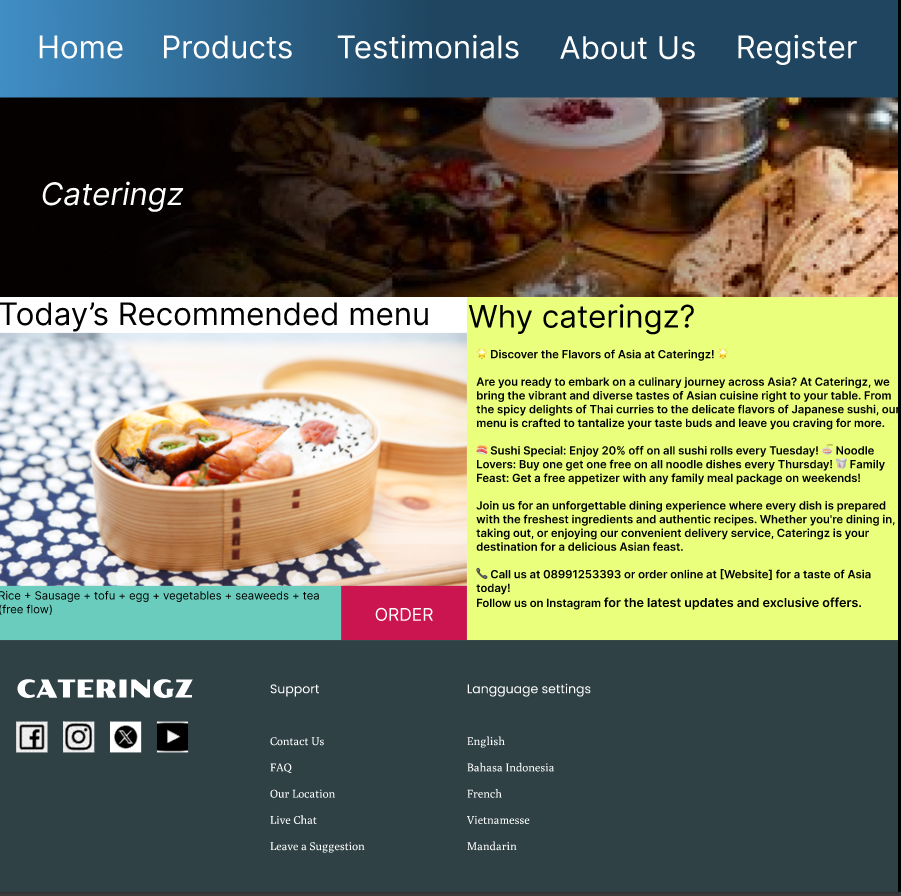 Home Products Testimonials About Us Register
Cateringz
Today’s Recommended menu
Rice + Sausage + tofu + egg + vegetables + seaweeds + tea
(free flow)
ORDER
Why cateringz?
Discover the Flavors of Asia at Cateringz!
Are you ready to embark on a culinary journey across Asia? At Cateringz, we
bring the vibrant and diverse tastes of Asian cuisine right to your table. From
the spicy delights of Thai curries to the delicate flavors of Japanese sushi, our
menu is crafted to tantalize your taste buds and leave you craving for more.
🍣 Sushi Special: Enjoy 20% off on all sushi rolls every Tuesday! 🍜 Noodle
Lovers: Buy one get one free on all noodle dishes every Thursday! 🥡 Family
Feast: Get a free appetizer with any family meal package on weekends!
Join us for an unforgettable dining experience where every dish is prepared
with the freshest ingredients and authentic recipes. Whether you're dining in,
taking out, or enjoying our convenient delivery service, Cateringz is your
destination for a delicious Asian feast.
📞 Call us at 08991253393 or order online at [Website] for a taste of Asia
today!
Follow us on Instagram for the latest updates and exclusive offers.
CATERINGZ
Support
Contact Us
FAQ
Our Location
Live Chat
Leave a Suggestion
Langguage settings
English
Bahasa Indonesia
French
Vietnamesse
Mandarin